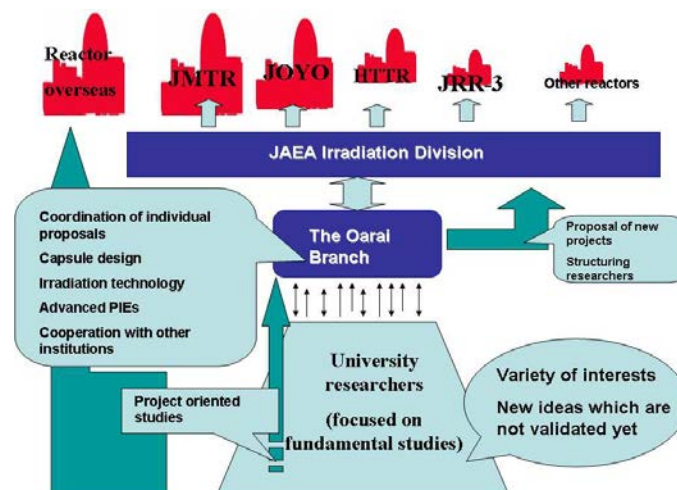 Reactor
overseas
JMTR
JOYO
HTTR
JRR-3
Other reactors
JAEA Irradiation Division
Coordination of individual
proposals
Capsule design
Irradiation technology
Advanced PIEs
Cooperation with other
institutions
The Oarai
Branch
Proposal of new
projects
Structuring
researchers
Project oriented
studies
University
researchers
(focused on
fundamental studies)
Variety of interests
New ideas which are
not validated yet